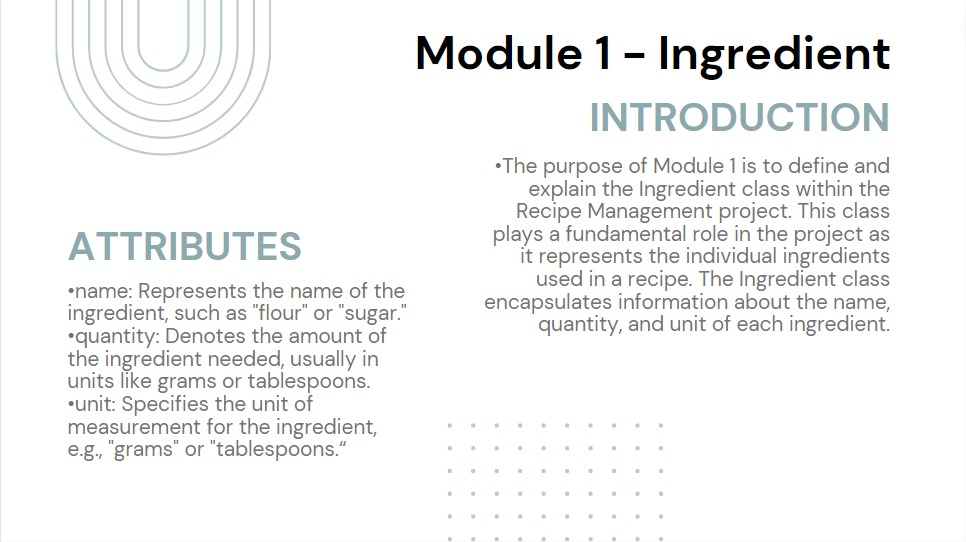 Module 1 – Ingredient
INTRODUCTION
•The purpose of Module 1 is to define and
explain the Ingredient class within the
Recipe Management project. This class
plays a fundamental role in the project as
it represents the individual ingredients
used in a recipe. The Ingredient class
encapsulates information about the name,
quantity, and unit of each ingredient.
ATTRIBUTES
•name: Represents the name of the
ingredient, such as "flour" or "sugar."
•quantity: Denotes the amount of
the ingredient needed, usually in
units like grams or tablespoons.
•unit: Specifies the unit of
measurement for the ingredient,
e.g., "grams" or "tablespoons.“